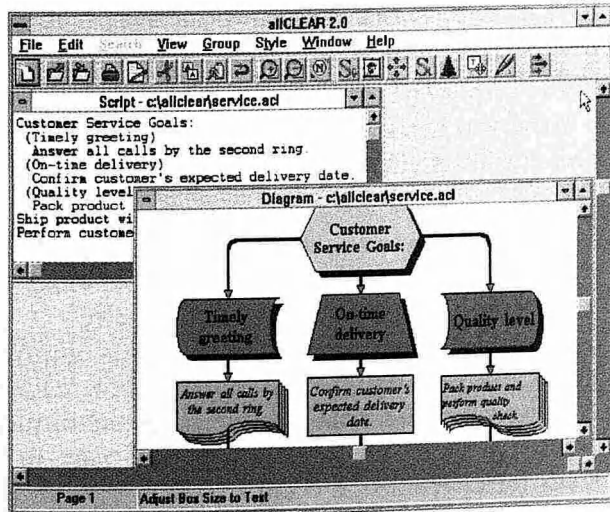 allCLEAR 2.0
File Edit Search View Group Style Window Help
Script - c:\allclear\service.acl
Customer Service Goals:
(Timely greeting)
Answer all calls by the second ring.
(On-time delivery)
Confirm customer's expected delivery date.
(Quality level
Pack product
Ship product wi
Perform custome
Diagram - c:\allclear\service.acl
Customer
Service Goals:
Timely
greeting
On-time
delivery
Quality level
Answer all calls by
the second ring.
Confirm customer's
expected delivery
date.
Pack product and
perform quality
check.
Page 1 Adjust Box Size to Text